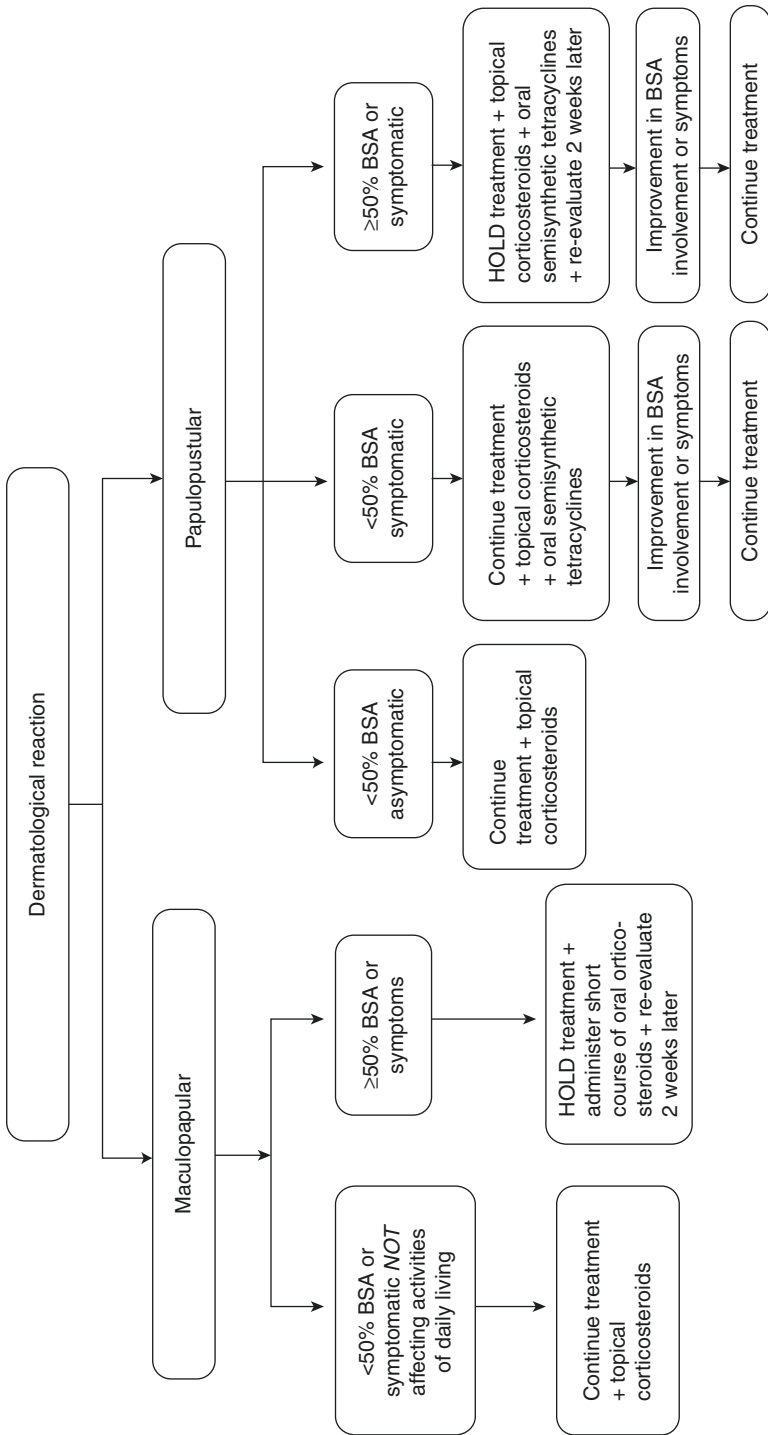 Dermatological reaction
Maculopapular
Papulopustular
<50% BSA or
symptomatic NOT
affecting activities
of daily living
≥50% BSA or
symptoms
<50% BSA
asymptomatic
<50% BSA
symptomatic
≥50% BSA or
symptomatic
Continue treatment
+ topical
corticosteroids
HOLD treatment +
administer short
course of oral ortico-
steroids + re-evaluate
2 weeks later
Continue
treatment + topical
corticosteroids
Continue treatment
+ topical corticosteroids
+ oral semisynthetic
tetracyclines
HOLD treatment + topical
corticosteroids + oral
semisynthetic tetracyclines
+ re-evaluate 2 weeks later
Improvement in BSA
involvement or symptoms
Improvement in BSA
involvement or symptoms
Continue treatment
Continue treatment